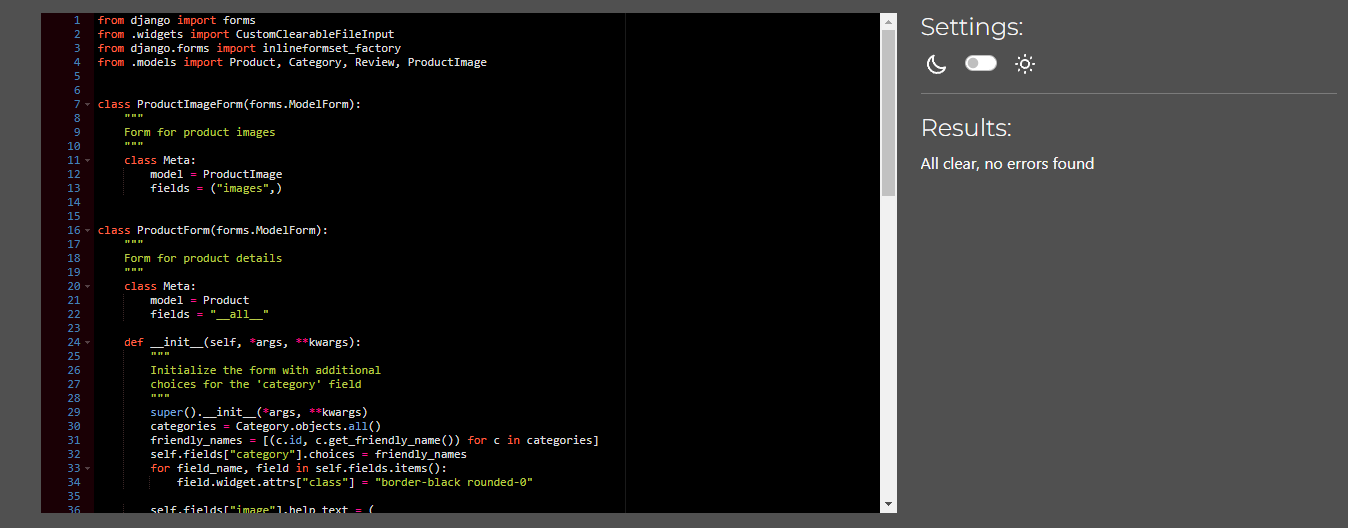 1 from django import forms
2 from .widgets import CustomClearableFileInput
3 from django.forms import inlineformset_factory
4 from .models import Product, Category, Review, ProductImage
5
6
7 class ProductImageForm(forms.ModelForm):
8     """
9     Form for product images
10     """
11     class Meta:
12         model = ProductImage
13         fields = ("images",)
14
15
16 class ProductForm(forms.ModelForm):
17     """
18     Form for product details
19     """
20     class Meta:
21         model = Product
22         fields = "__all__"
23
24     def __init__(self, *args, **kwargs):
25         """
26         Initialize the form with additional
27         choices for the 'category' field
28         """
29         super().__init__(*args, **kwargs)
30         categories = Category.objects.all()
31         friendly_names = [(c.id, c.get_friendly_name()) for c in categories]
32         self.fields["category"].choices = friendly_names
33         for field_name, field in self.fields.items():
34             field.widget.attrs["class"] = "border-black rounded-0"
35
36         self.fields["image"].help_text = (
Settings:
Results:
All clear, no errors found